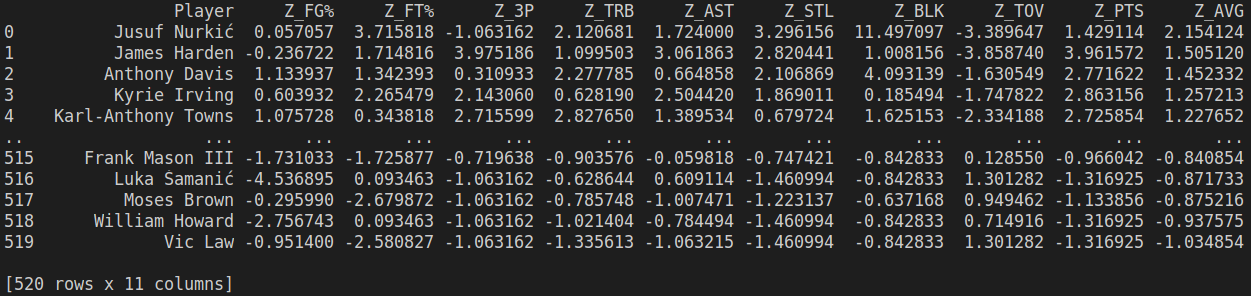 Player Z_FG% Z_FT% Z_3P Z_TRB Z_AST Z_STL Z_BLK Z_TOV Z_PTS Z_AVG
0 Jusuf Nurkić 0.057057 3.715818 -1.063162 2.120681 1.724000 3.296156 11.497097 -3.389647 1.429114 2.154124
1 James Harden -0.236722 1.714816 3.975186 1.099503 3.061863 2.820441 1.008156 -3.858740 3.961572 1.505120
2 Anthony Davis 1.133937 1.342393 0.310933 2.277785 0.664858 2.106869 4.093139 -1.630549 2.771622 1.452332
3 Kyrie Irving 0.603932 2.265479 2.143060 0.628190 2.504420 1.869011 0.185494 -1.747822 2.863156 1.257213
4 Karl-Anthony Towns 1.075728 0.343818 2.715599 2.827650 1.389534 0.679724 1.625153 -2.334188 2.725854 1.227652
.. ... ... ... ... ... ... ... ... ... ... ...
515 Frank Mason III -1.731033 -1.725877 -0.719638 -0.903576 -0.059818 -0.747421 -0.842833 0.128550 -0.966042 -0.840854
516 Luka Šamanić -4.536895 0.093463 -1.063162 -0.628644 0.609114 -1.460994 -0.842833 1.301282 -1.316925 -0.871733
517 Moses Brown -0.295990 -2.679872 -1.063162 -0.785748 -1.007471 -1.223137 -0.637168 0.949462 -1.133856 -0.875216
518 William Howard -2.756743 0.093463 -1.063162 -1.021404 -0.784494 -1.460994 -0.842833 0.714916 -1.316925 -0.937575
519 Vic Law -0.951400 -2.580827 -1.063162 -1.335613 -1.063215 -1.460994 -0.842833 1.301282 -1.316925 -1.034854
[520 rows x 11 columns]